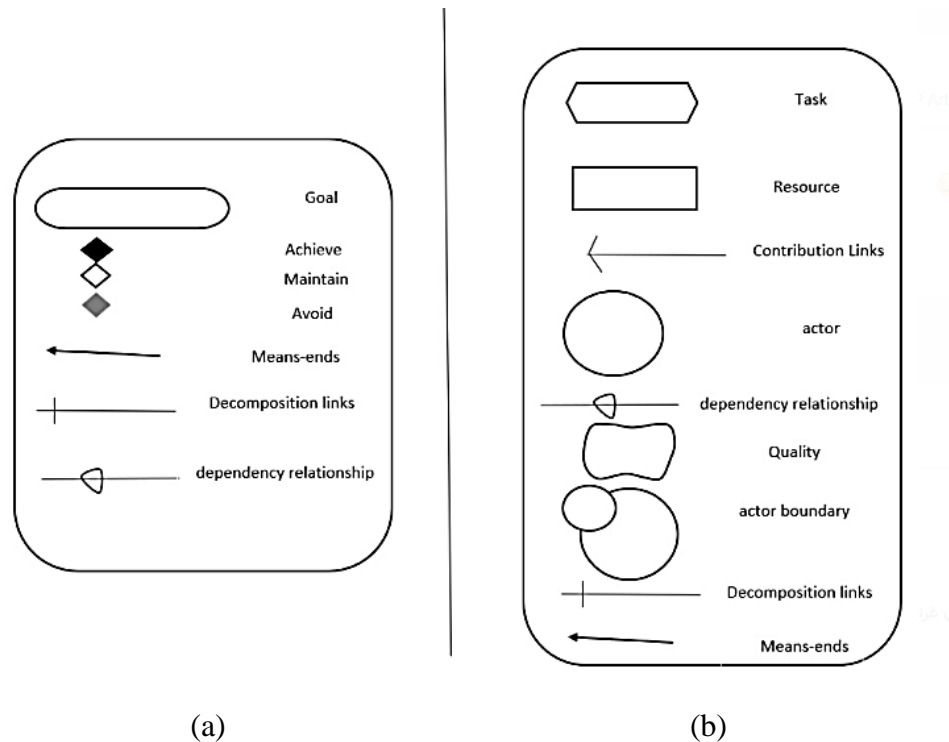 Goal
Achieve
Maintain
Avoid
Means-ends
Decomposition links
dependency relationship
(a)
Task
Resource
Contribution Links
actor
dependency relationship
Quality
actor boundary
Decomposition links
Means-ends
(b)